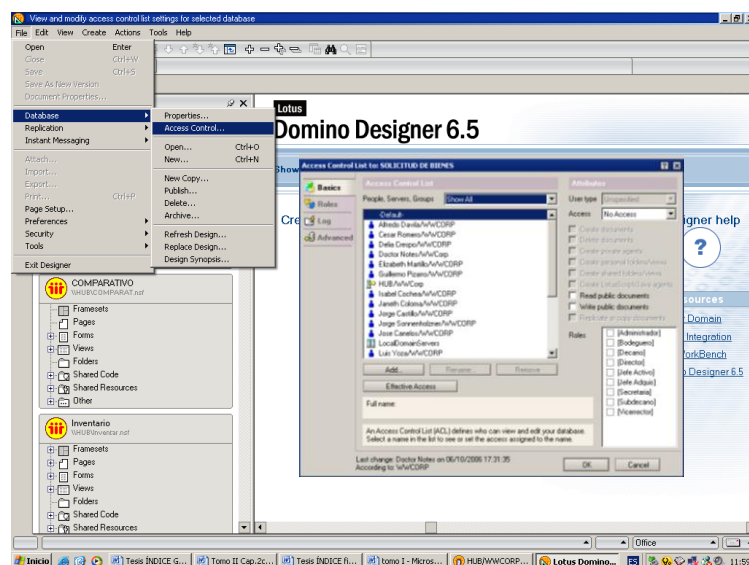 View and modify access control list settings for selected database
File Edit View Create Actions Tools Help
Open Enter
Close Ctrl+W
Save Ctrl+S
Save As New Version
Document Properties...
Database
Replication
Instant Messaging
Attach...
Import...
Export...
Print... Ctrl+P
Page Setup...
Preferences
Security
Tools
Exit Designer
Properties...
Access Control...
Open... Ctrl+O
New... Ctrl+N
New Copy...
Publish...
Delete...
Archive...
Refresh Design...
Replace Design...
Design Synopsis...
Lotus
Domino Designer 6.5
Show
Cre
igner help
?
sources
Domain
Integration
WorkBench
o Designer 6.5
Access Control List to: SOLICITUD DE BIENES
Basics
Roles
Log
Advanced
Access Control List
People, Servers, Groups Show All
-Default-
Alfredo Davila/WWCORP
Cesar Romero/WWCORP
Delia Crespo/WWCORP
Doctor Notes/WWCorp
Elizabeth Martillo/WWCORP
Guillermo Pizarro/WWCORP
HUB/WWCorp
Isabel Cochea/WWCORP
Janeth Coloma/WWCORP
Jorge Castillo/WWCORP
Jorge Sonnenholzner/WWCORP
Jose Canelos/WWCORP
LocalDomainServers
Luis Yoza/WWCORP
Add... Rename... Remove
Effective Access
Full name:
An Access Control List (ACL) defines who can view and edit your database.
Select a name in the list to see or set the access assigned to the name.
Last change: Doctor Notes on 06/10/2006 17:31:35
According to: WWCORP
Attributes
User type Unspecified
Access No Access
Create documents
Delete documents
Create private agents
Create personal folders/views
Create shared folders/views
Create LotusScript/Java agents
Read public documents
Write public documents
Replicate or copy documents
Roles
[Administrador]
[Bodeguero]
[Decano]
[Director]
[Jefe Activo]
[Jefe Adquis]
[Secretaria]
[Subdecano]
[Vicerrector]
OK Cancel
COMPARATIVO
\HUB\COMPARAT.nsf
Framesets
Pages
Forms
Views
Folders
Shared Code
Shared Resources
Other
Inventario
\HUB\Inventar.nsf
Framesets
Pages
Forms
Views
Folders
Shared Code
Shared Resources
Office
Inicio
Tesis ÍNDICE G...
Tomo II Cap.2c...
Tesis ÍNDICE fi...
tomo I - Micros...
HUB/WWCORP...
Lotus Domino...
ES
11:59